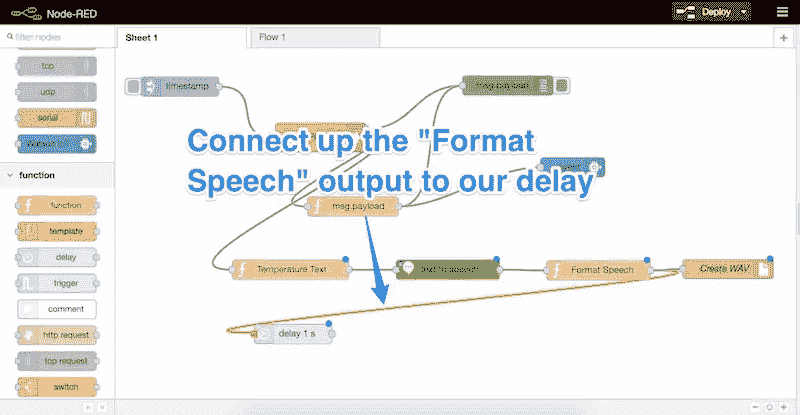 Node-RED
Deploy
filter nodes
Sheet 1
Flow 1
tcp
udp
serial
function
function
template
delay
trigger
comment
http request
tcp request
switch
timestamp
msg.payload
Connect up the "Format
Speech" output to our delay
msg.payload
Temperature Text
text to speech
Format Speech
Create WAV
delay 1 s